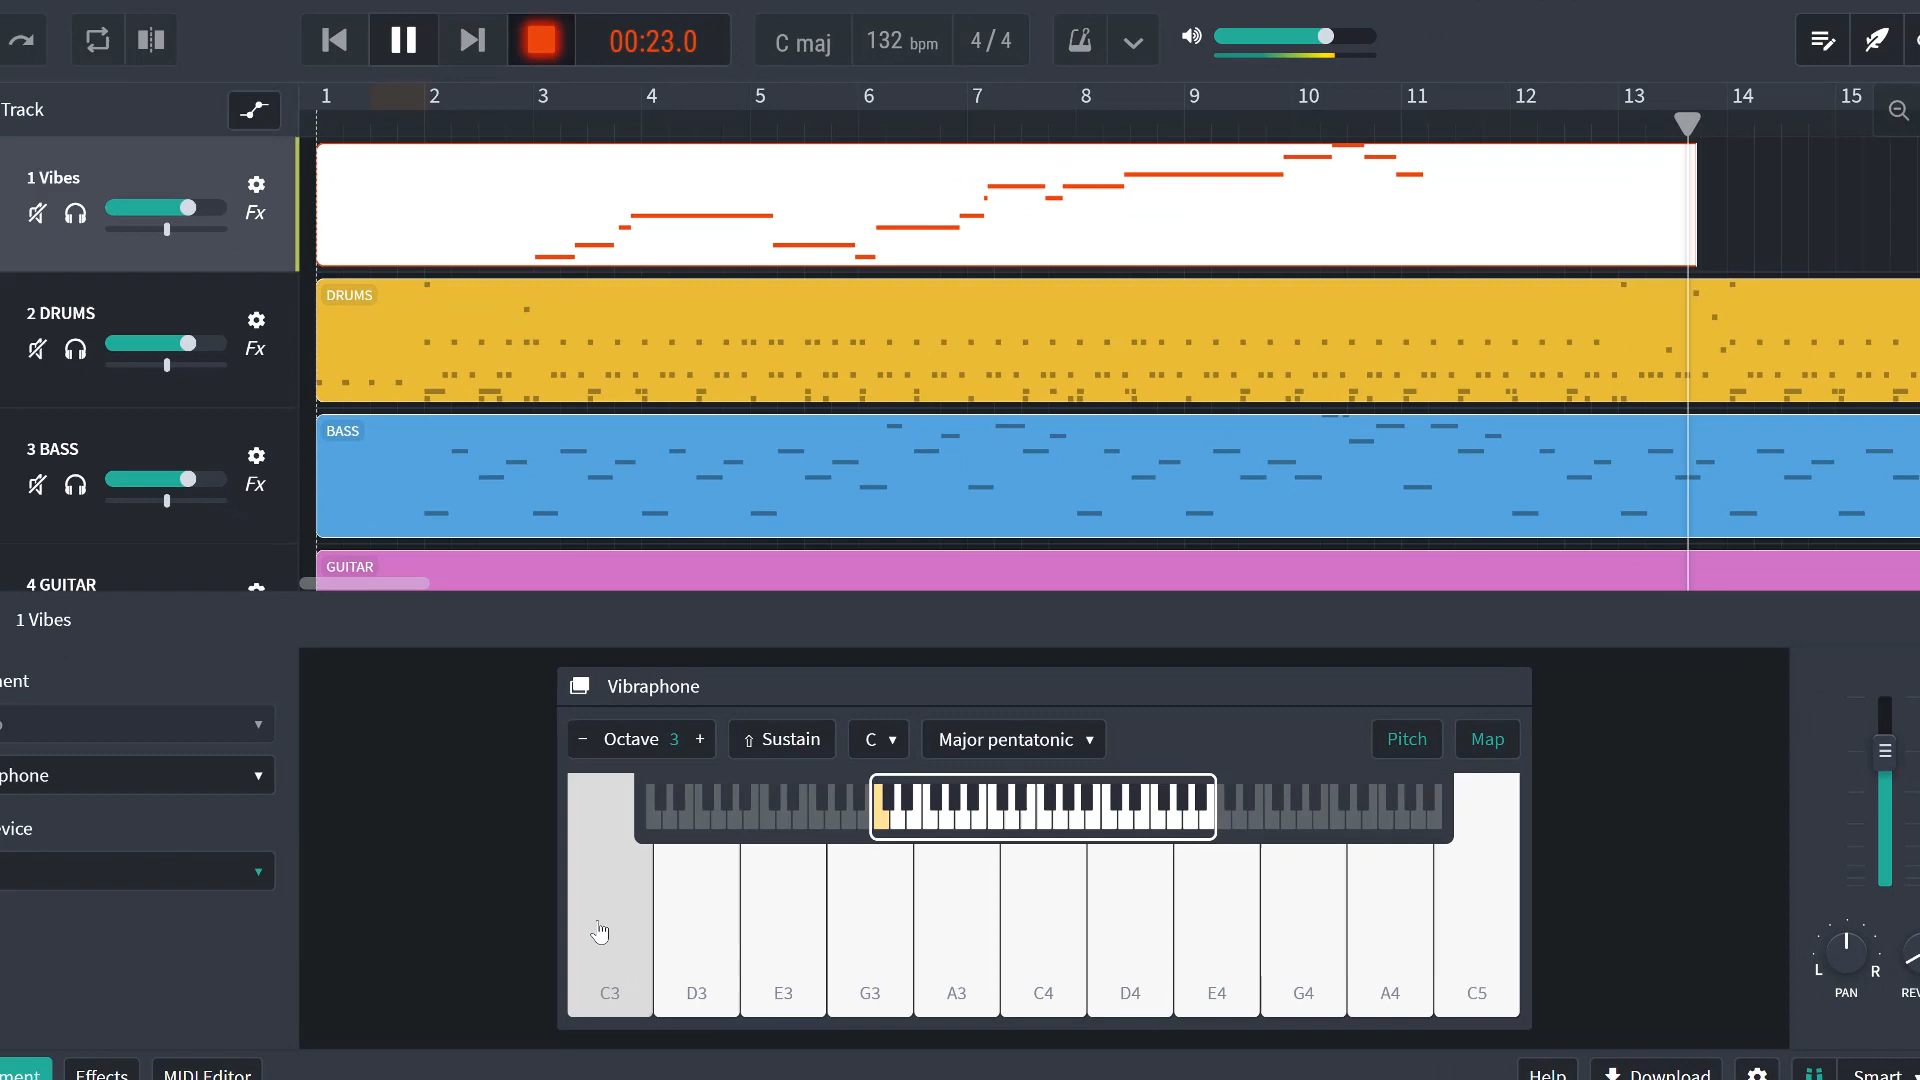 00:23.0 C maj 132 bpm 4 / 4
Track
1 2 3 4 5 6 7 8 9 10 11 12 13 14 15
1 Vibes
Fx
DRUMS
2 DRUMS
Fx
BASS
3 BASS
Fx
GUITAR
4 GUITAR
1 Vibes
ment
Vibraphone
Octave 3 Sustain C Major pentatonic Pitch Map
phone
evice
L R
C3 D3 E3 G3 A3 C4 D4 E4 G4 A4 C5
PAN REV
ment Effects MIDI Editor Help Download Smart